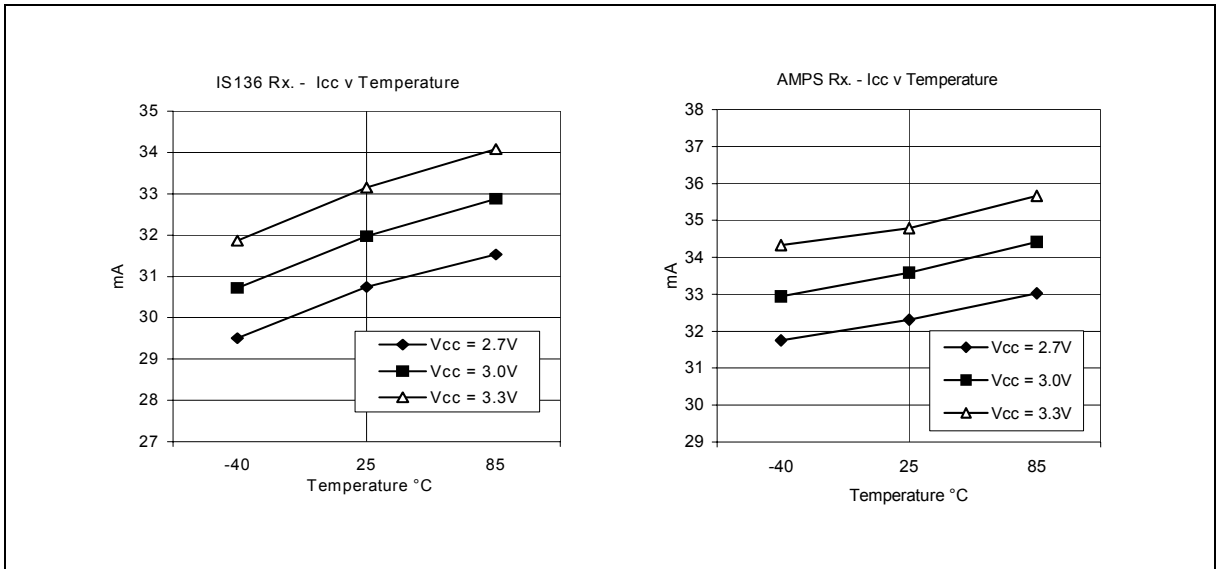 IS136 Rx. - Icc v Temperature
35
34
33
32
31
30
29
28
27
mA
-40 25 85
Temperature °C
Vcc = 2.7V
Vcc = 3.0V
Vcc = 3.3V
AMPS Rx. - Icc v Temperature
38
37
36
35
34
33
32
31
30
29
mA
-40 25 85
Temperature °C
Vcc = 2.7V
Vcc = 3.0V
Vcc = 3.3V